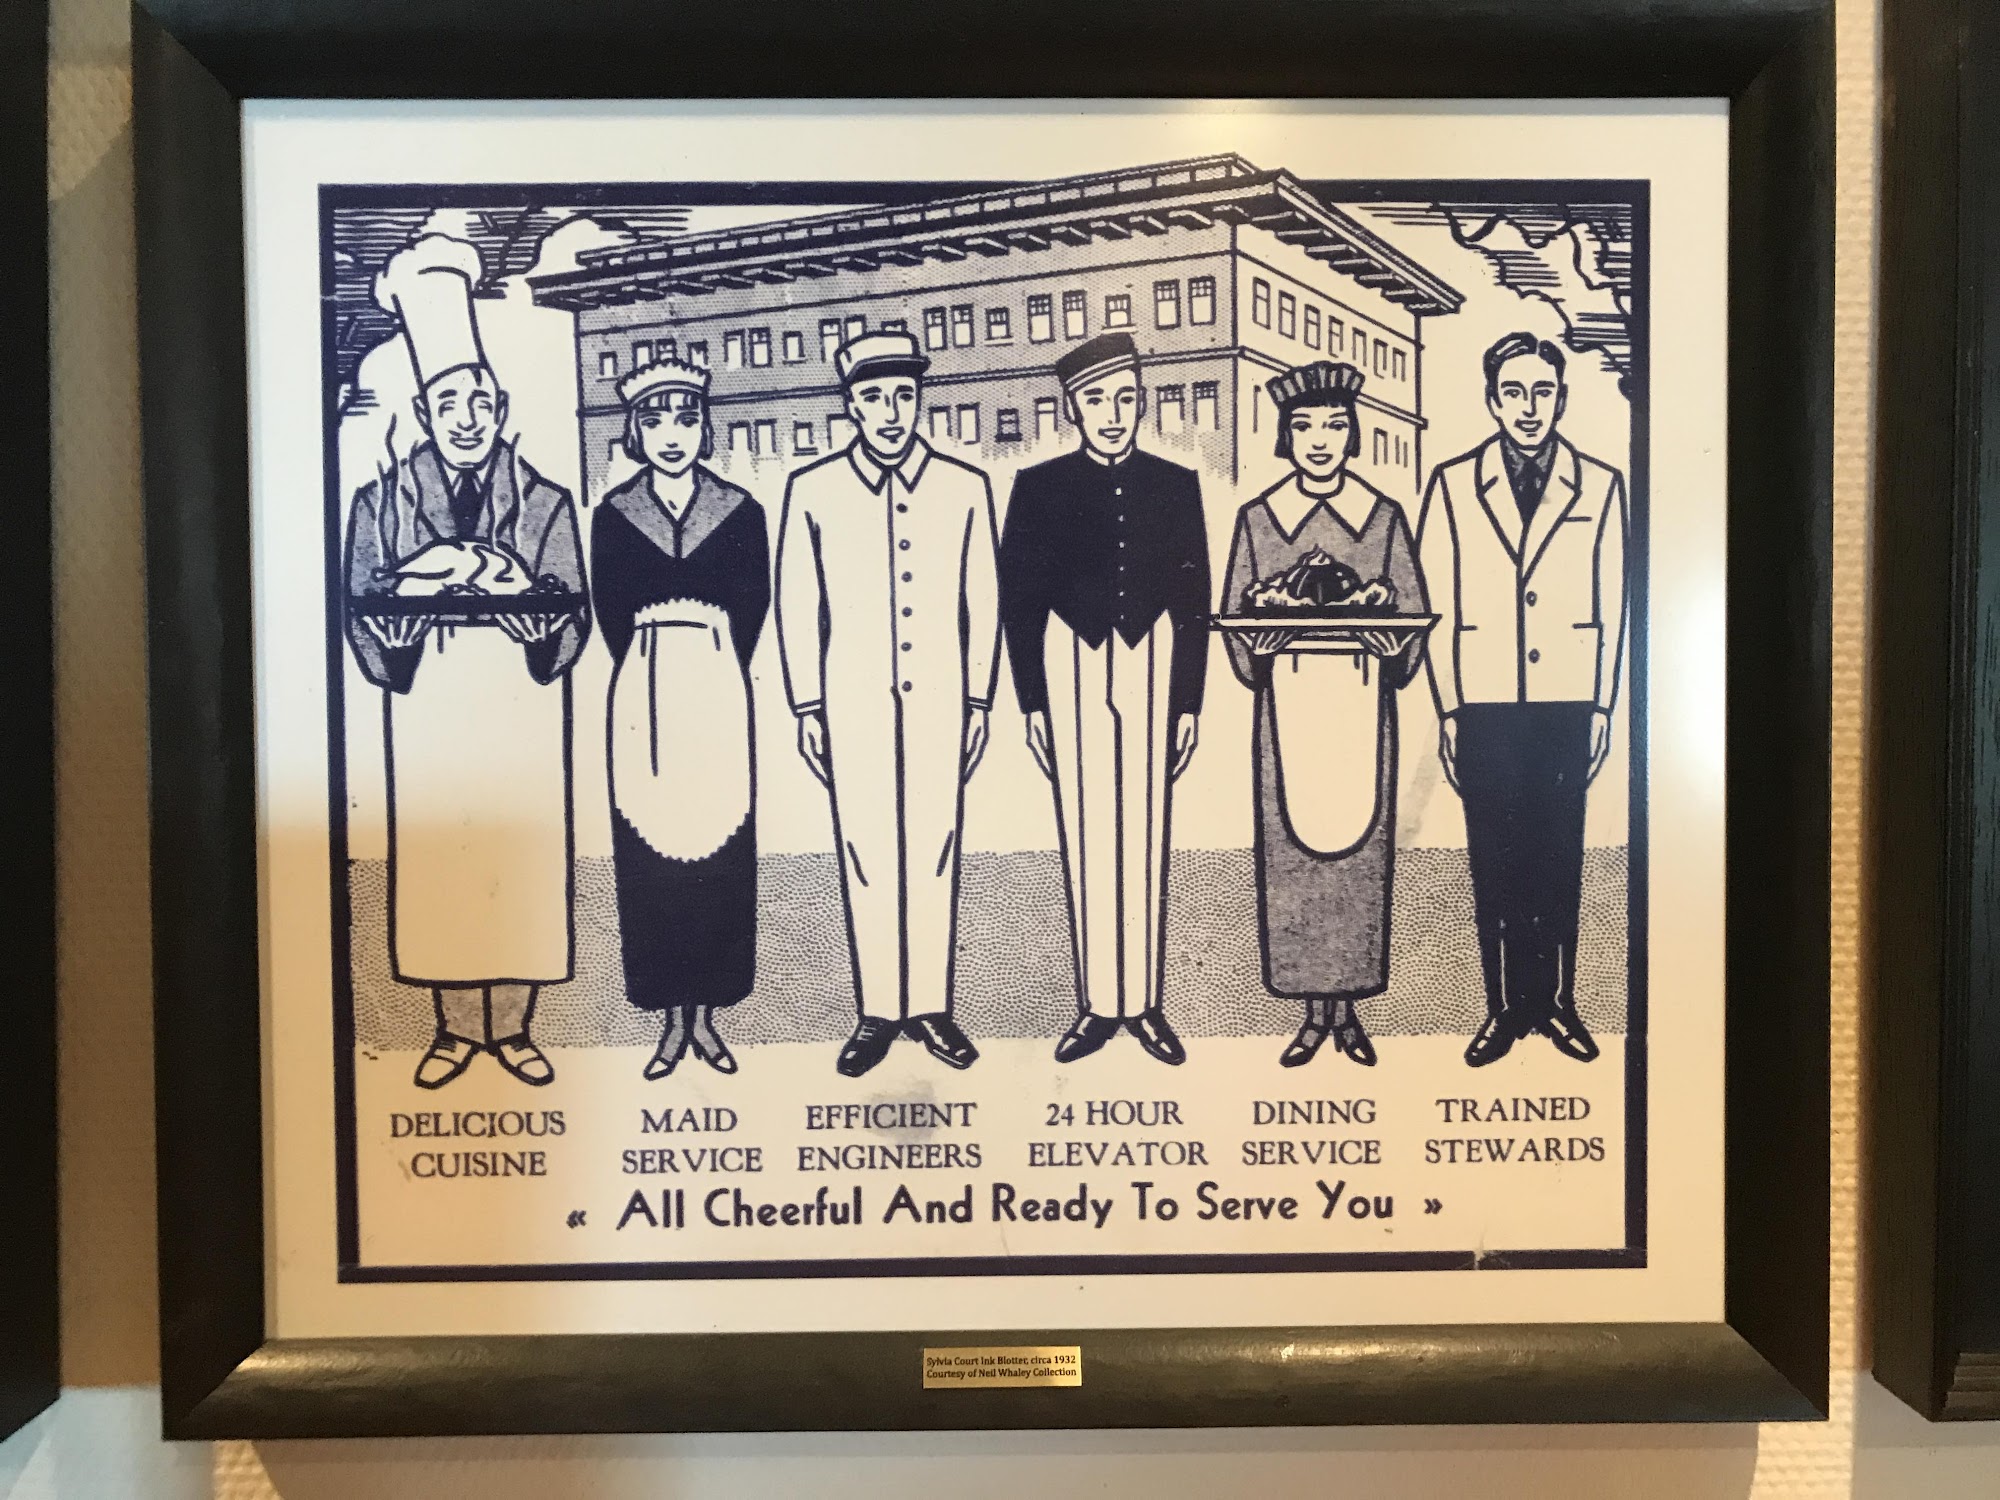 DELICIOUS CUISINE
MAID SERVICE
EFFICIENT ENGINEERS
24 HOUR ELEVATOR
DINING SERVICE
TRAINED STEWARDS
« All Cheerful And Ready To Serve You »
Sylvia Court Ink Blotter, circa 1932
Courtesy of Neil Whaley Collection